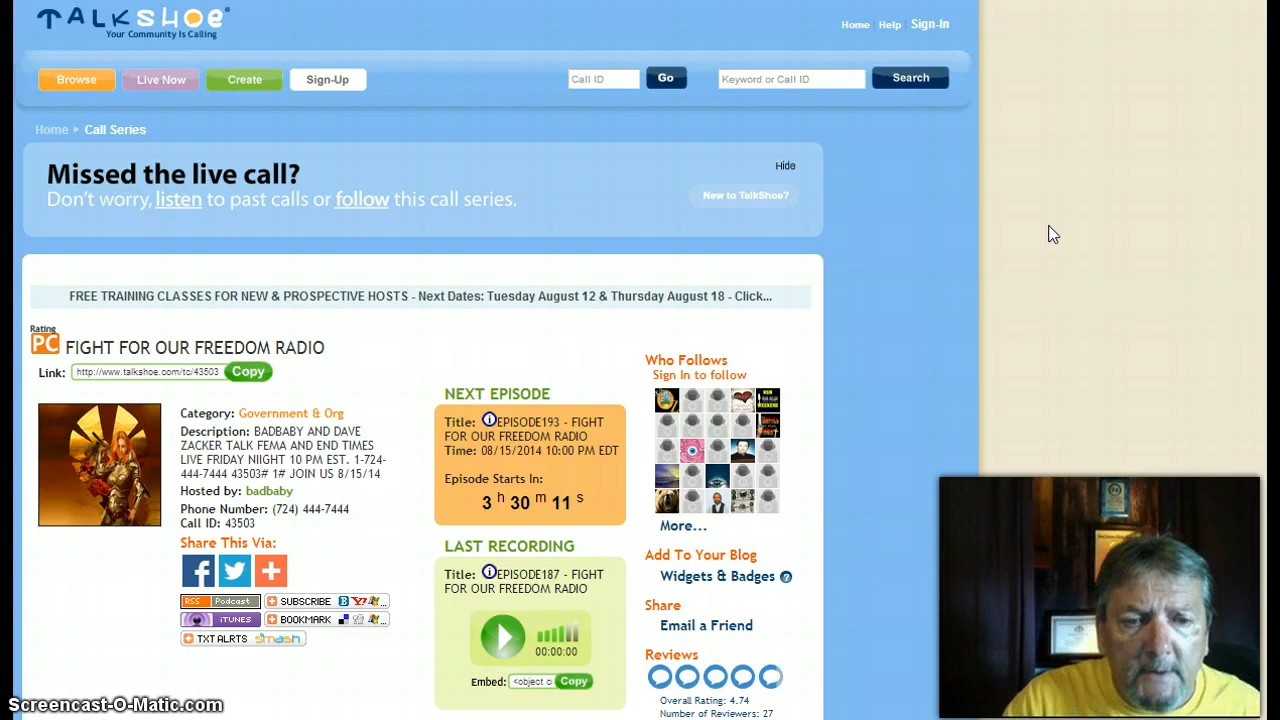 TALKSHOE
Your Community Is Calling
Home Help Sign-In
Browse Live Now Create Sign-Up Call ID Go Keyword or Call ID Search
Home Call Series
Missed the live call?
Hide
Don't worry, listen to past calls or follow this call series.
New to TalkShoe?
FREE TRAINING CLASSES FOR NEW & PROSPECTIVE HOSTS - Next Dates: Tuesday August 12 & Thursday August 18 - Click...
Rating
PC FIGHT FOR OUR FREEDOM RADIO
Link: http://www.talkshoe.com/tc/43503 Copy
Category: Government & Org
Description: BADBABY AND DAVE
ZACKER TALK FEMA AND END TIMES
LIVE FRIDAY NIIGHT 10 PM EST. 1-724-
444-7444 43503# 1# JOIN US 8/15/14
Hosted by: badbaby
Phone Number: (724) 444-7444
Call ID: 43503
Share This Via:
RSS Podcast SUBSCRIBE
iTUNES BOOKMARK
TXT ALRTS smash
NEXT EPISODE
Title: EPISODE193 - FIGHT
FOR OUR FREEDOM RADIO
Time: 08/15/2014 10:00 PM EDT
Episode Starts In:
3 h 30 m 11 s
LAST RECORDING
Title: EPISODE187 - FIGHT
FOR OUR FREEDOM RADIO
00:00:00
Embed: <object c Copy
Who Follows
Sign In to follow
More...
Add To Your Blog
Widgets & Badges ?
Share
Email a Friend
Reviews
Overall Rating: 4.74
Number of Reviewers: 27
Screencast-O-Matic.com